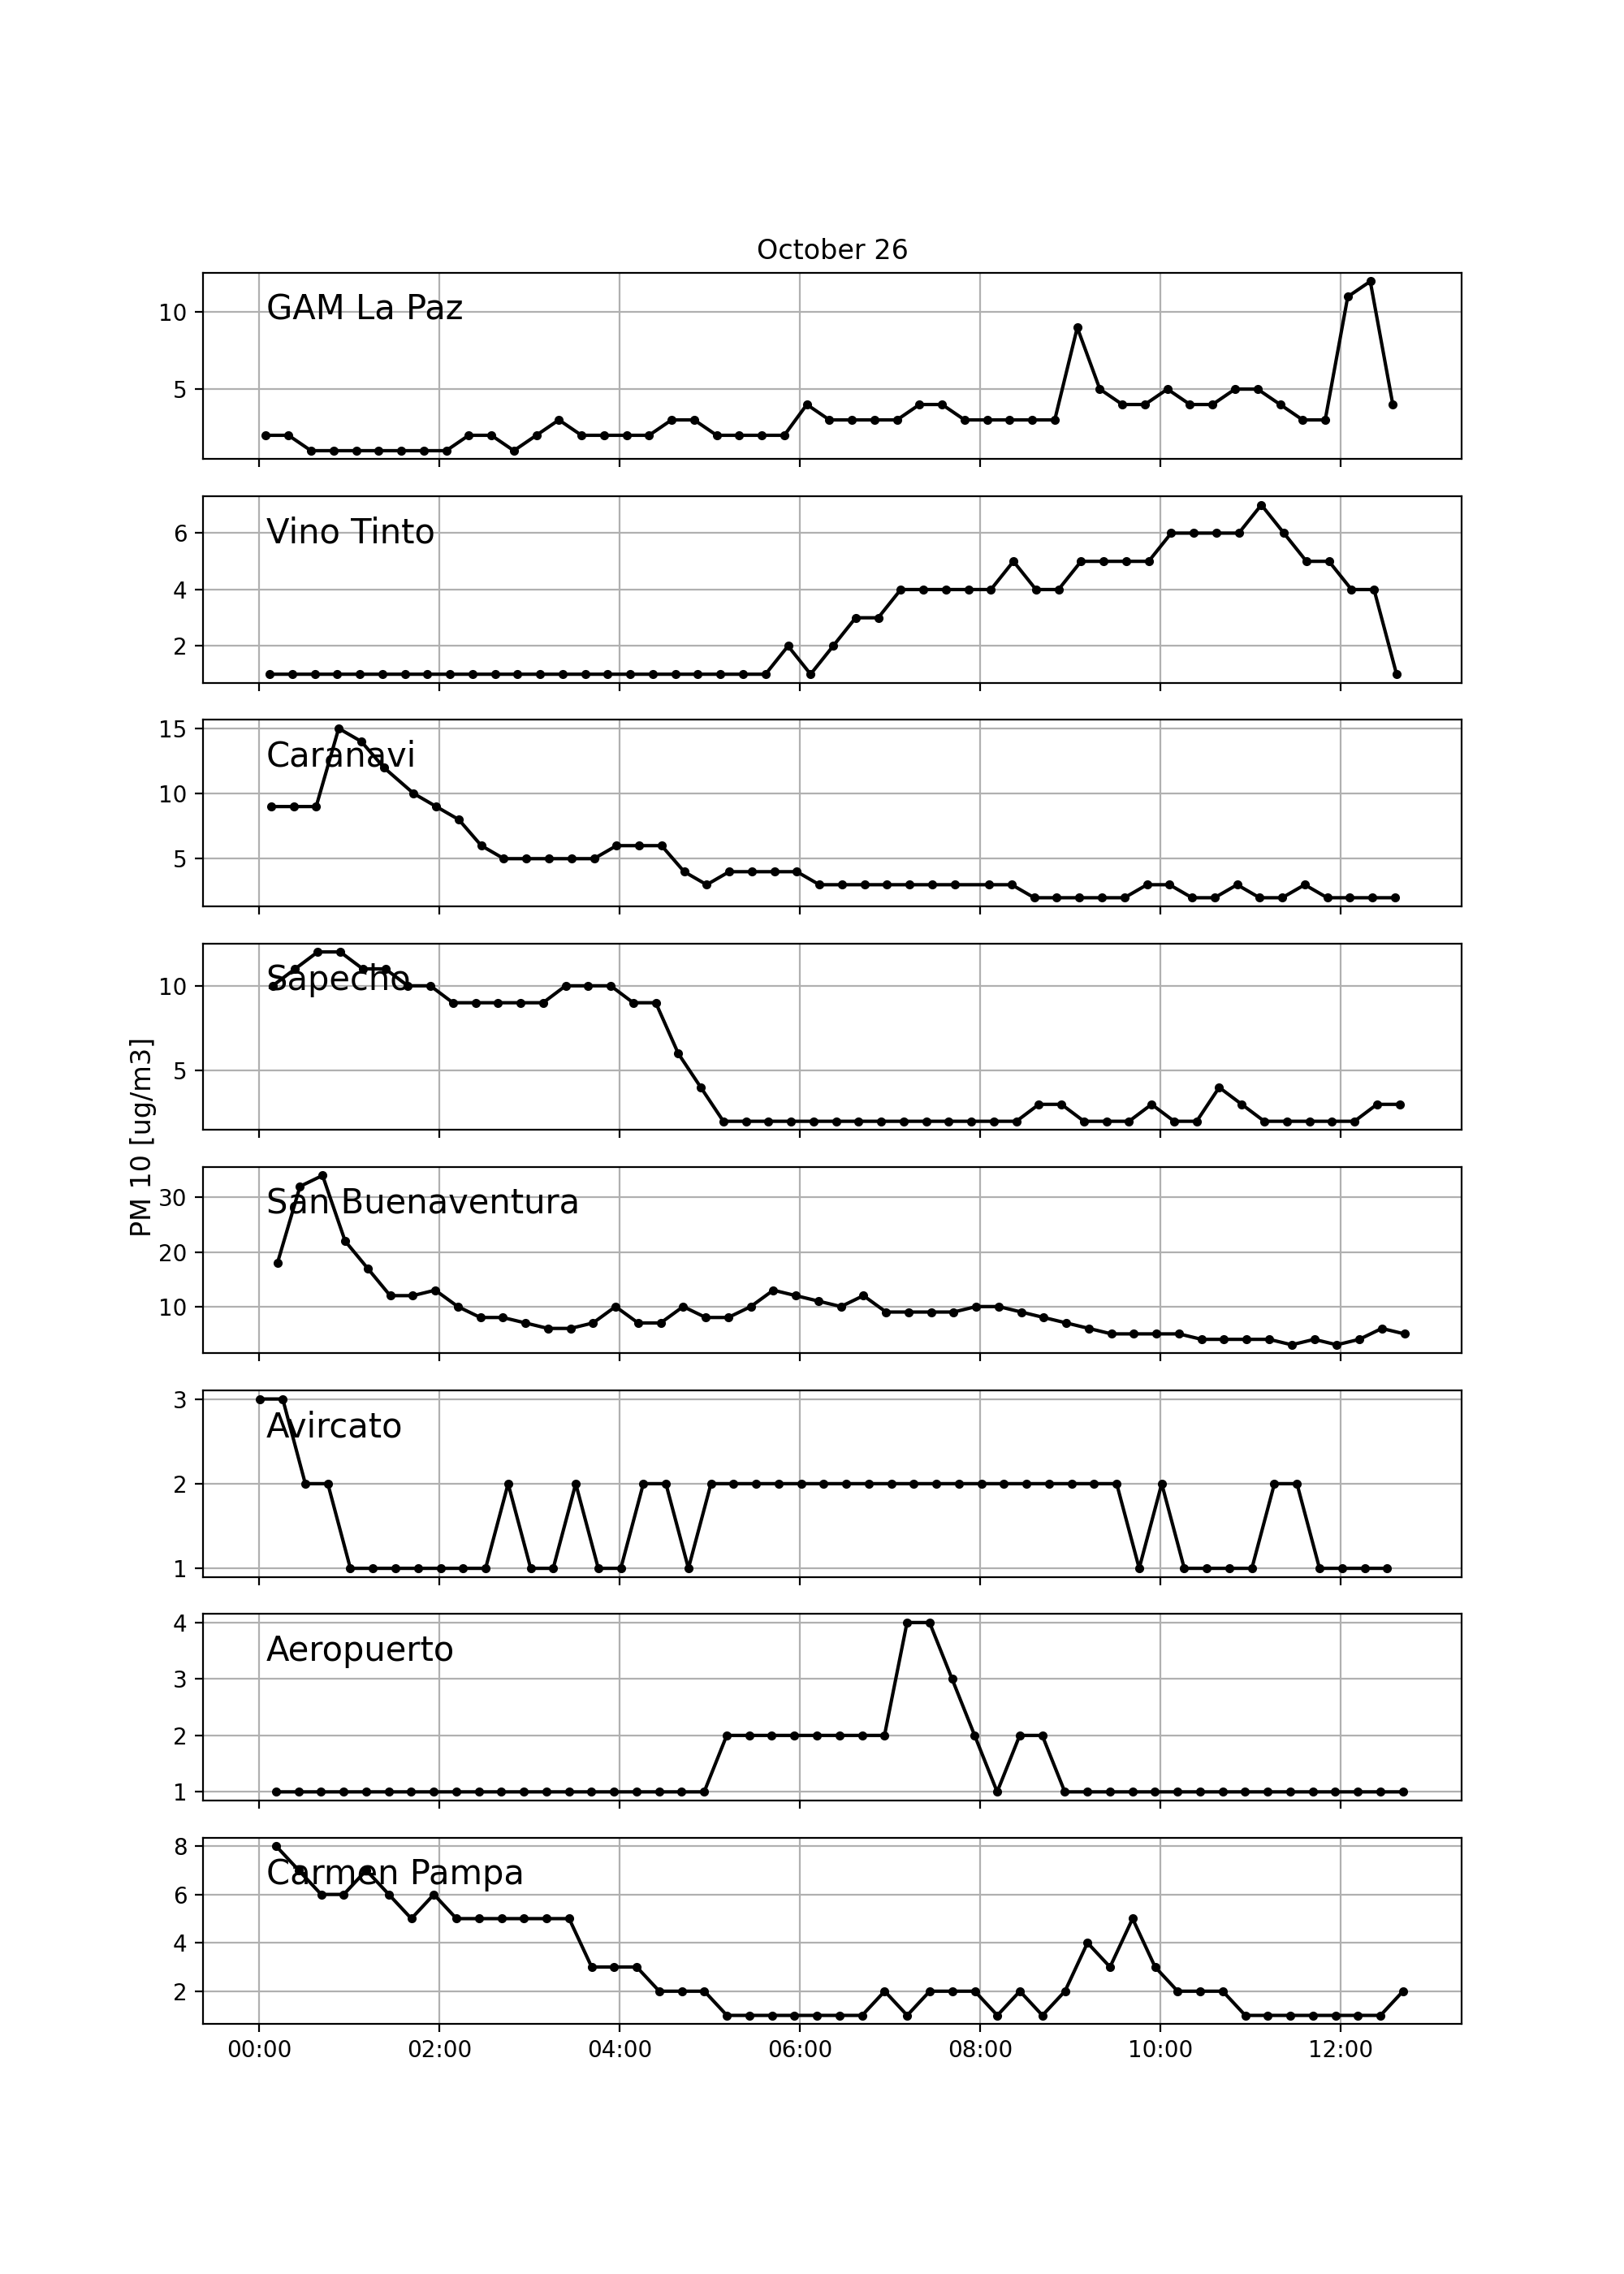 October 26
PM 10 [ug/m3]
GAM La Paz
10
5
Vino Tinto
6
4
2
Caranavi
15
10
5
Sapecho
10
5
San Buenaventura
30
20
10
Avircato
3
2
1
Aeropuerto
4
3
2
1
Carmen Pampa
8
6
4
2
00:00 02:00 04:00 06:00 08:00 10:00 12:00